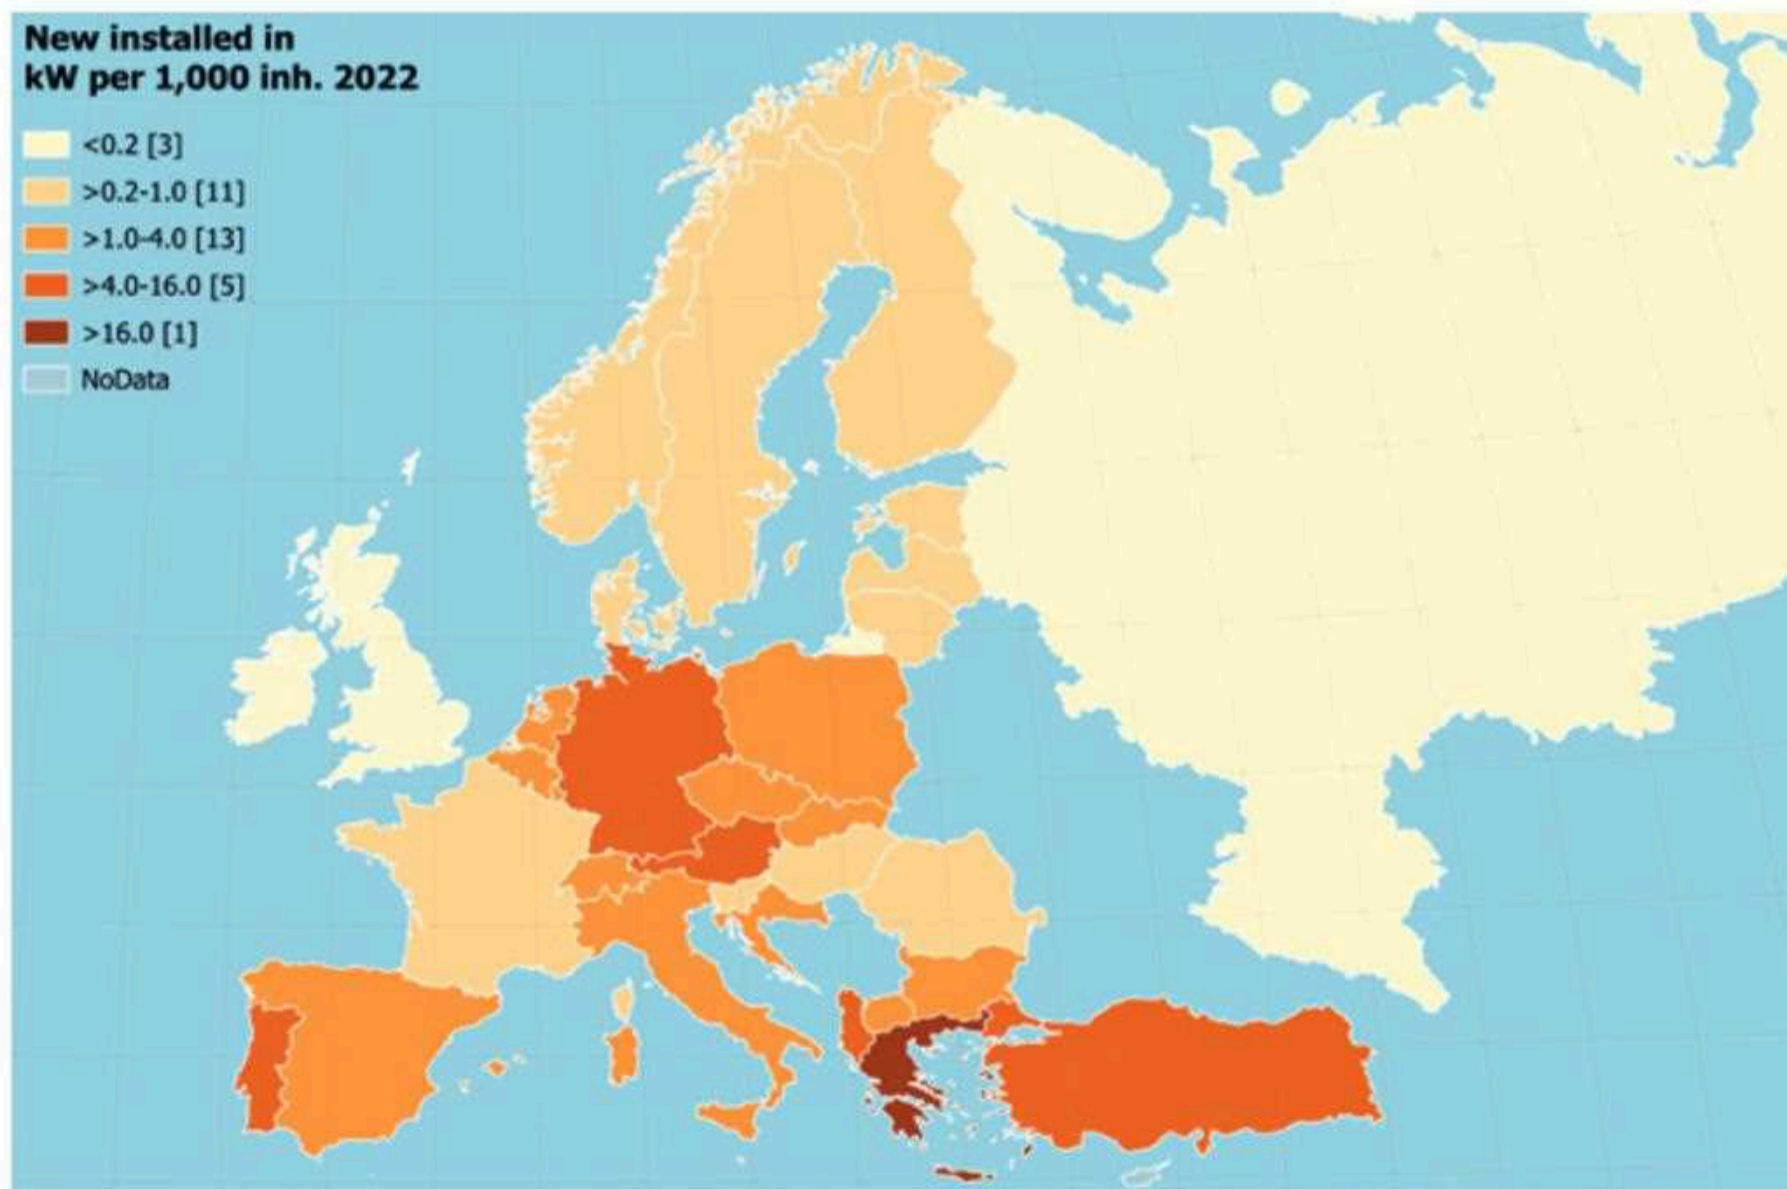 New installed in
kW per 1,000 inh. 2022
<0.2 [3]
>0.2-1.0 [11]
>1.0-4.0 [13]
>4.0-16.0 [5]
>16.0 [1]
NoData